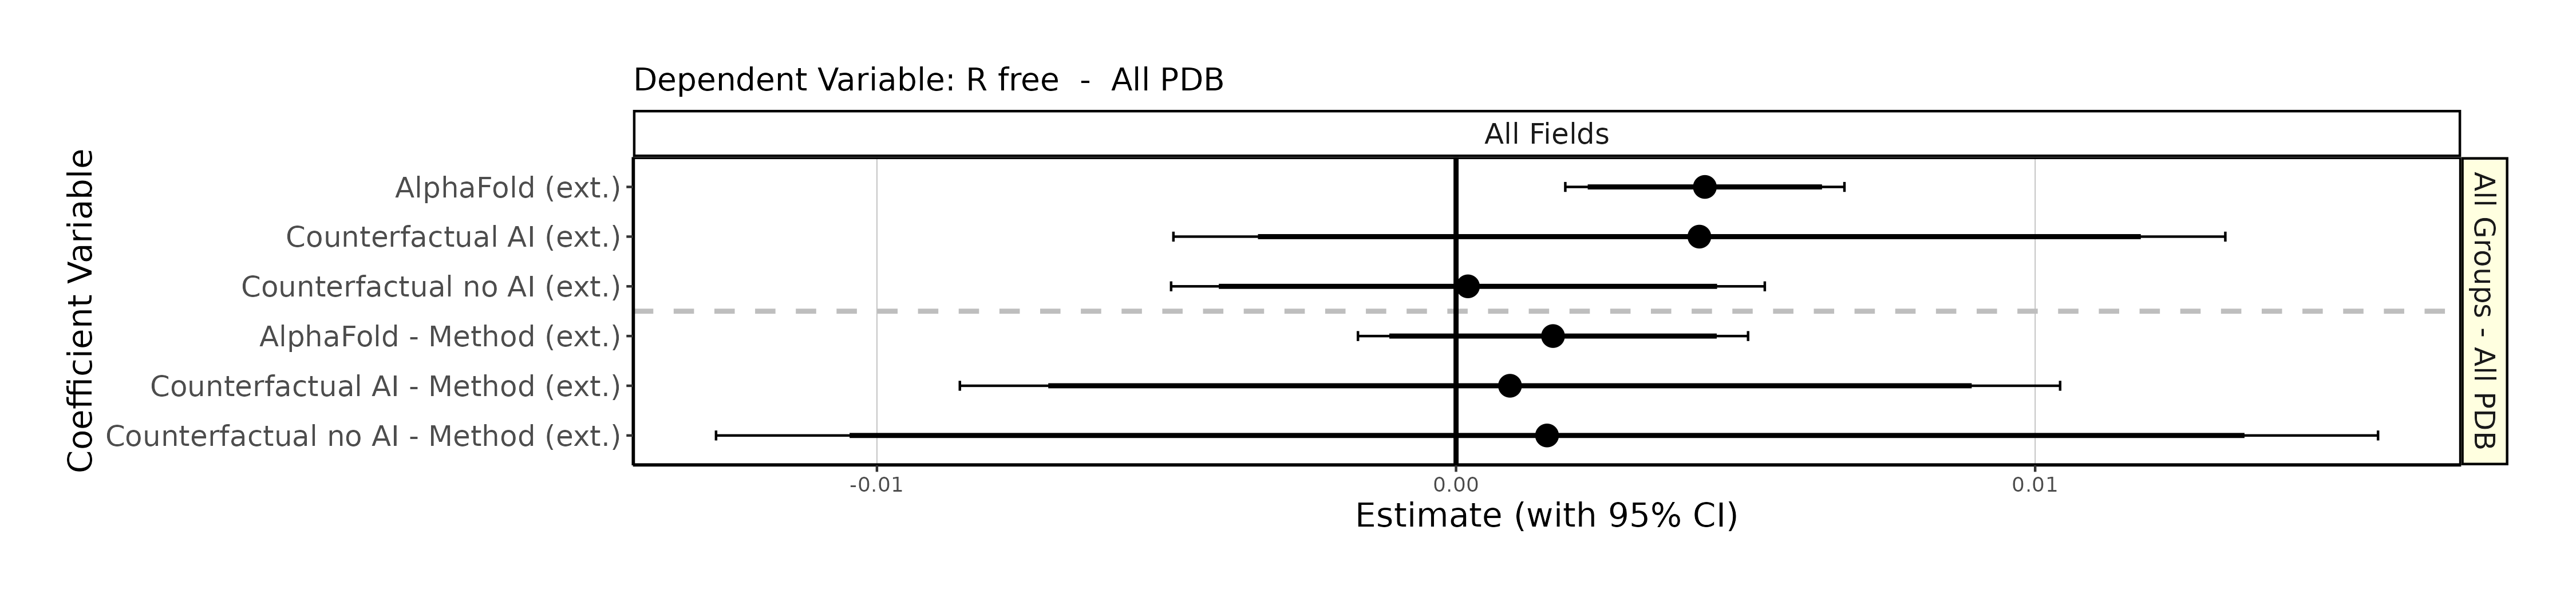 Dependent Variable: R free  -  All PDB
All Fields
Coefficient Variable
AlphaFold (ext.)
Counterfactual AI (ext.)
Counterfactual no AI (ext.)
AlphaFold - Method (ext.)
Counterfactual AI - Method (ext.)
Counterfactual no AI - Method (ext.)
All Groups - All PDB
-0.01
0.00
0.01
Estimate (with 95% CI)